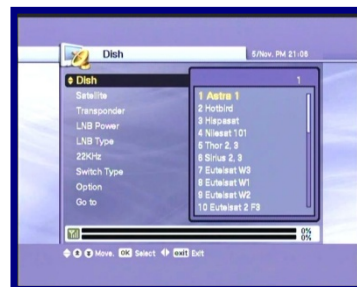 Dish
5/Nov. PM 21:08
Dish
1
Satellite
Transponder
LNB Power
LNB Type
22KHz
Switch Type
Option
Go to
1 Astra 1
2 Hotbird
3 Hispasat
4 Nilesat 101
5 Thor 2, 3
6 Sirius 2, 3
7 Eutelsat W3
8 Eutelsat W1
9 Eutelsat W2
10 Eutelsat 2 F3
0%
0%
Move. OK Select exit Exit